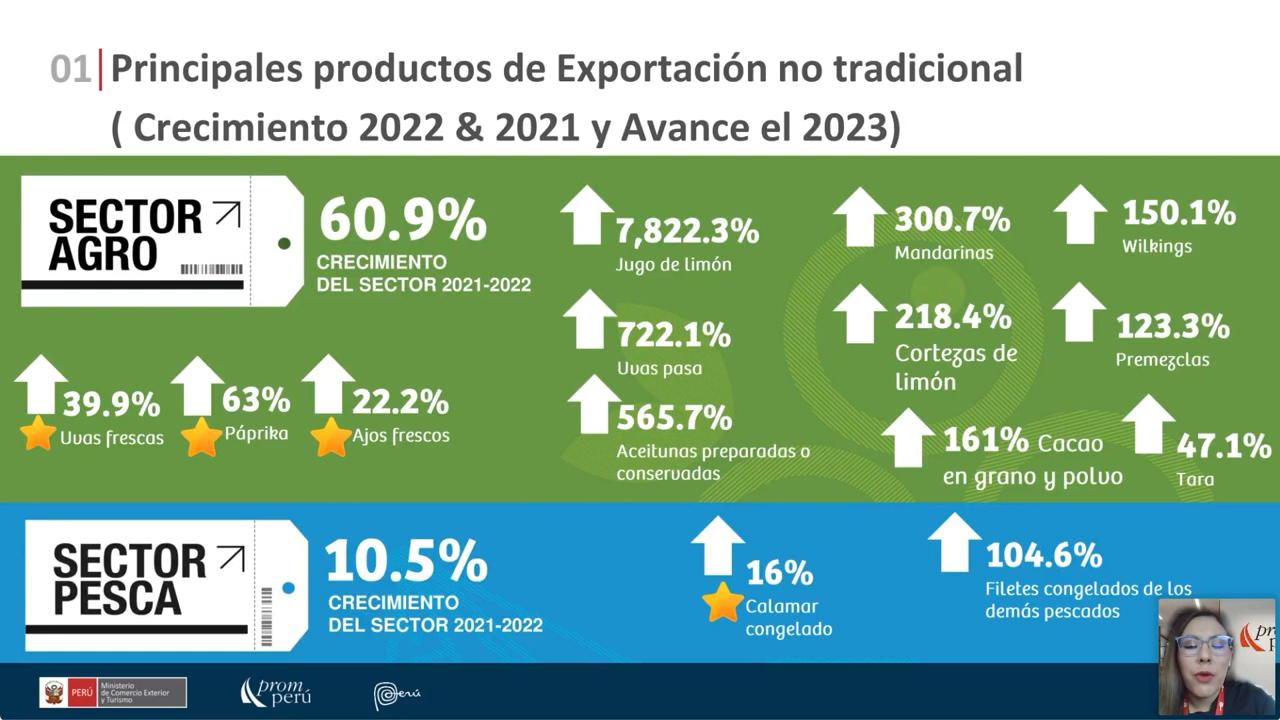 01 Principales productos de Exportación no tradicional
( Crecimiento 2022 & 2021 y Avance el 2023)
SECTOR
AGRO
60.9%
CRECIMIENTO
DEL SECTOR 2021-2022
39.9%
Uvas frescas
63%
Páprika
22.2%
Ajos frescos
7,822.3%
Jugo de limón
722.1%
Uvas pasa
565.7%
Aceitunas preparadas o
conservadas
300.7%
Mandarinas
218.4%
Cortezas de
limón
161% Cacao
en grano y polvo
150.1%
Wilkings
123.3%
Premezclas
47.1%
Tara
SECTOR
PESCA
10.5%
CRECIMIENTO
DEL SECTOR 2021-2022
16%
Calamar
congelado
104.6%
Filetes congelados de los
demás pescados
PERÚ
Ministerio
de Comercio Exterior
y Turismo
prom
perú
Perú